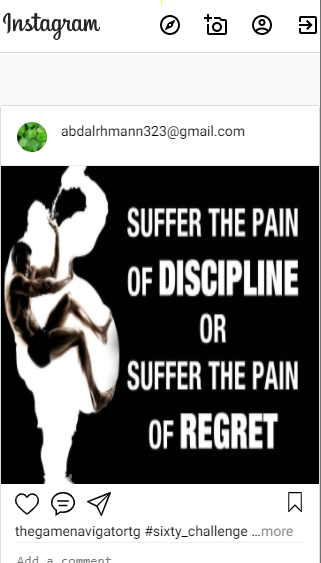 Instagram
abdalrhmann323@gmail.com
SUFFER THE PAIN
OF DISCIPLINE
OR
SUFFER THE PAIN
OF REGRET
thegamenavigatortg #sixty_challenge ...more
Add a comment